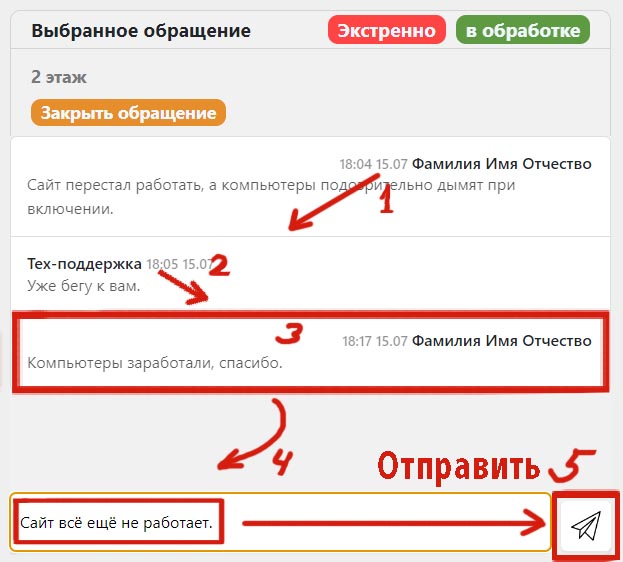 Выбранное обращение Экстренно в обработке
2 этаж
Закрыть обращение
18:04 15.07 Фамилия Имя Отчество
Сайт перестал работать, а компьютеры подозрительно дымят при
включении.
1
Тех-поддержка 18:05 15.07
2
Уже бегу к вам.
3
18:17 15.07 Фамилия Имя Отчество
Компьютеры заработали, спасибо.
4
Отправить 5
Сайт всё ещё не работает.